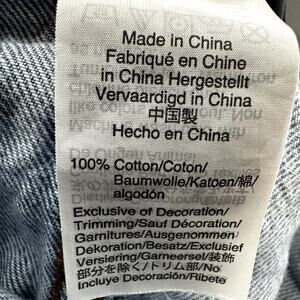 Made in China
Fabriqué en Chine
in China Hergestellt
Vervaardigd in China
中国製
Hecho en China
100% Cotton/Coton/
Baumwolle/Katoen/綿/
algodón
Exclusive of Decoration/
Trimming/Sauf Décoration/
Garnitures/Ausgenommen/
Dekoration/Besatz/Exclusief
Versiering/Garneersel/装飾
部分を除く/トリム部/No
Incluye Decoración/Ribete